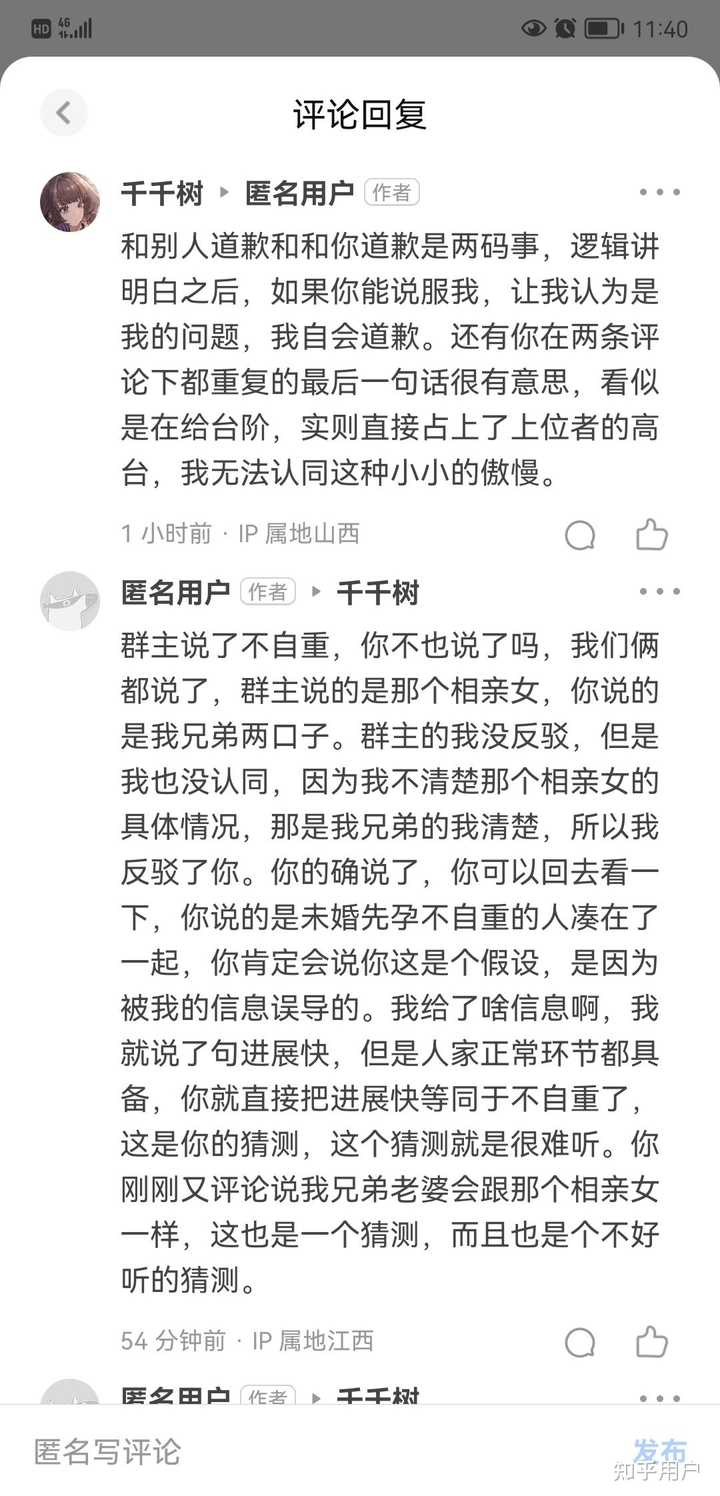 HD 4G 11:40
评论回复
千千树 匿名用户 作者
和别人道歉和和你道歉是两码事，逻辑讲
明白之后，如果你能说服我，让我认为是
我的问题，我自会道歉。还有你在两条评
论下都重复的最后一句话很有意思，看似
是在给台阶，实则直接占上了上位者的高
台，我无法认同这种小小的傲慢。
1 小时前 · IP 属地山西
匿名用户 作者 千千树
群主说了不自重，你不也说了吗，我们俩
都说了，群主说的是那个相亲女，你说的
是我兄弟两口子。群主的我没反驳，但是
我也没认同，因为我不清楚那个相亲女的
具体情况，那是我兄弟的我清楚，所以我
反驳了你。你的确说了，你可以回去看一
下，你说的是未婚先孕不自重的人凑在了
一起，你肯定会说你这是个假设，是因为
被我的信息误导的。我给了啥信息啊，我
就说了句进展快，但是人家正常环节都具
备，你就直接把进展快等同于不自重了，
这是你的猜测，这个猜测就是很难听。你
刚刚又评论说我兄弟老婆会跟那个相亲女
一样，这也是一个猜测，而且也是个不好
听的猜测。
54 分钟前 · IP 属地江西
匿名用户 作者 千千树
匿名写评论 发布
知乎用户